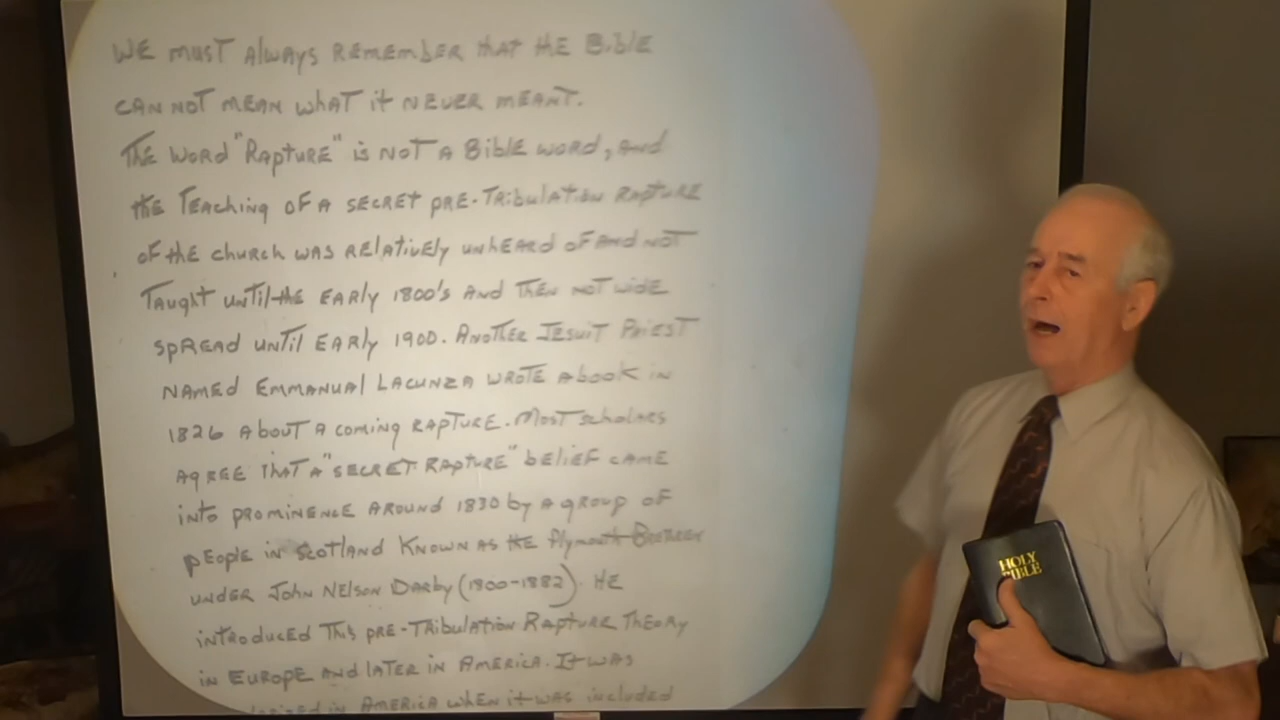 WE MUST ALWAYS REMEMBER THAT THE BIBLE
CANNOT MEAN WHAT IT NEVER MEANT.
THE WORD "RAPTURE" IS NOT A BIBLE WORD, AND
THE TEACHING OF A SECRET PRE-TRIBULATION RAPTURE
OF THE CHURCH WAS RELATIVELY UNHEARD OF AND NOT
TAUGHT UNTIL THE EARLY 1800'S AND THEN NOT WIDE
SPREAD UNTIL EARLY 1900. ANOTHER JESUIT PRIEST
NAMED EMMANUAL LACUNZA WROTE A BOOK IN
1826 ABOUT A COMING RAPTURE. MOST SCHOLARS
AGREE THAT A "SECRET RAPTURE" BELIEF CAME
INTO PROMINENCE AROUND 1830 BY A GROUP OF
PEOPLE IN SCOTLAND KNOWN AS THE PLYMOUTH BRETHREN
UNDER JOHN NELSON DARBY (1800-1882). HE
INTRODUCED THIS PRE-TRIBULATION RAPTURE THEORY
IN EUROPE AND LATER IN AMERICA. IT WAS
IN AMERICA WHEN IT WAS INCLUDED
HOLY
BIBLE